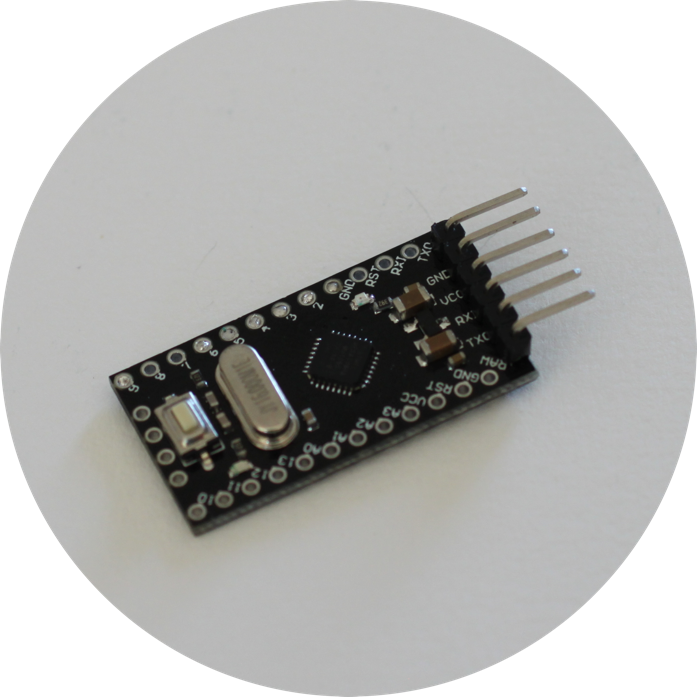 TXO
RXI
RST
GND
2
3
4
5
6
7
8
9
GND
VCC
RXI
TXO
RAW
GND
RST
VCC
A3
A2
A1
A0
13
12
11
10